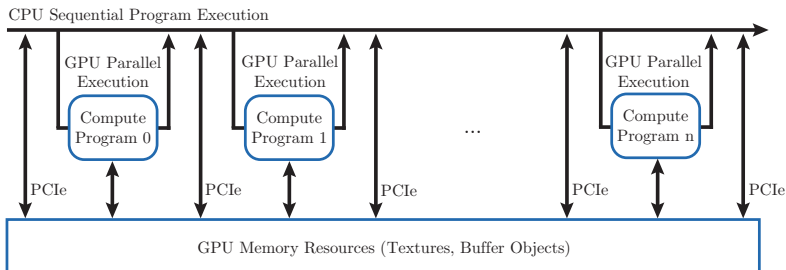 CPU Sequential Program Execution
GPU Parallel
Execution
Compute
Program 0
GPU Parallel
Execution
Compute
Program 1
...
GPU Parallel
Execution
Compute
Program n
PCIe
PCIe
PCIe
PCIe
PCIe
GPU Memory Resources (Textures, Buffer Objects)